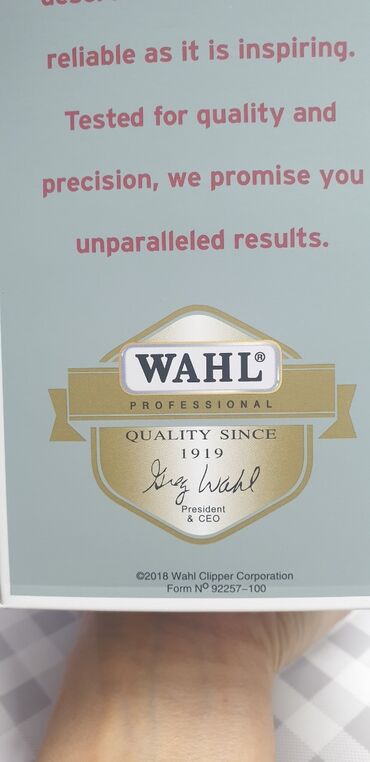 reliable as it is inspiring.
Tested for quality and
precision, we promise you
unparalleled results.
WAHL®
PROFESSIONAL
QUALITY SINCE
1919
Greg Wahl
President
& CEO
©2018 Wahl Clipper Corporation
Form Nº 92257-100